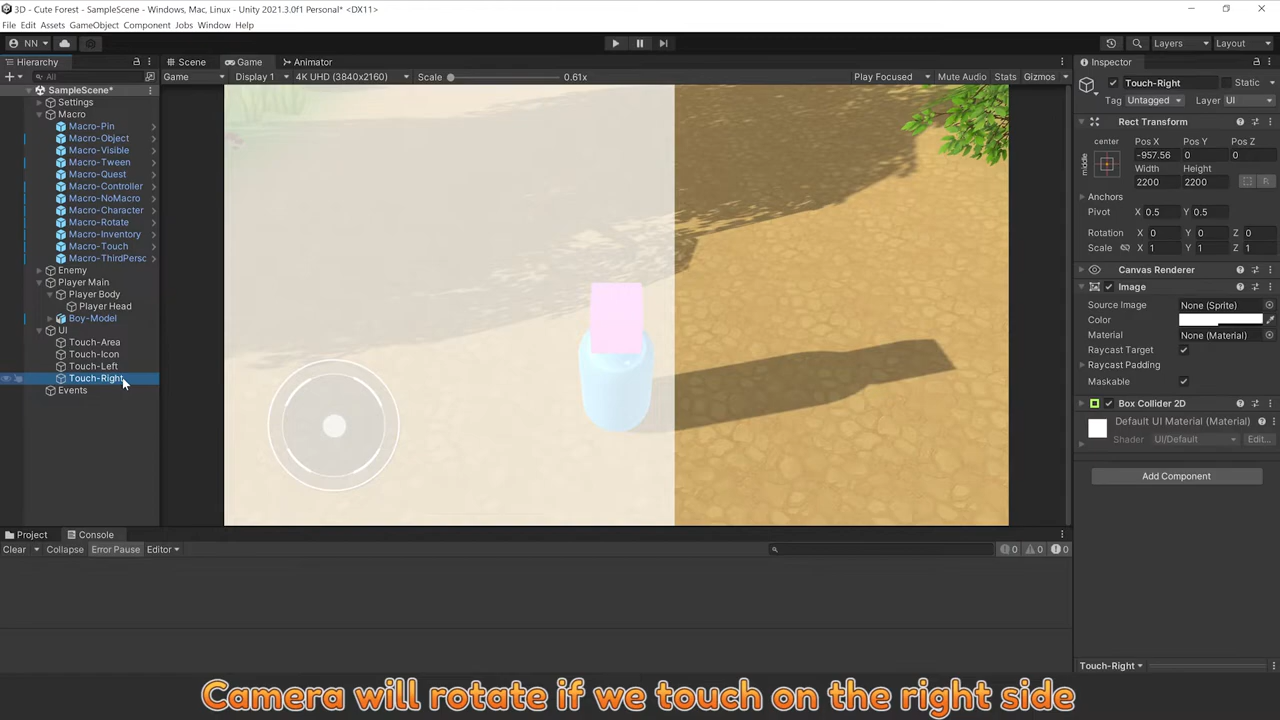 3D - Cute Forest - SampleScene - Windows, Mac, Linux - Unity 2021.3.0f1 Personal* <DX11>
File Edit Assets GameObject Component Jobs Window Help
NN Layers Layout
Hierarchy Scene Game Animator Inspector
All Game Display 1 4K UHD (3840x2160) Scale 0.61x Play Focused Mute Audio Stats Gizmos
Touch-Right Static
Tag Untagged Layer UI
SampleScene*
Settings
Macro
Macro-Pin
Macro-Object
Macro-Visible
Macro-Tween
Macro-Quest
Macro-Controller
Macro-NoMacro
Macro-Character
Macro-Rotate
Macro-Inventory
Macro-Touch
Macro-ThirdPerso
Enemy
Player Main
Player Body
Player Head
Boy-Model
UI
Touch-Area
Touch-Icon
Touch-Left
Touch-Right
Events
Rect Transform
center
middle
Pos X Pos Y Pos Z
-957.56 0 0
Width Height
2200 2200 R
Anchors
Pivot X 0.5 Y 0.5
Rotation X 0 Y 0 Z 0
Scale X 1 Y 1 Z 1
Canvas Renderer
Image
Source Image None (Sprite)
Color
Material None (Material)
Raycast Target
Raycast Padding
Maskable
Box Collider 2D
Default UI Material (Material)
Shader UI/Default Edit...
Add Component
Project Console
Clear Collapse Error Pause Editor 0 0 0
Touch-Right
Camera will rotate if we touch on the right side